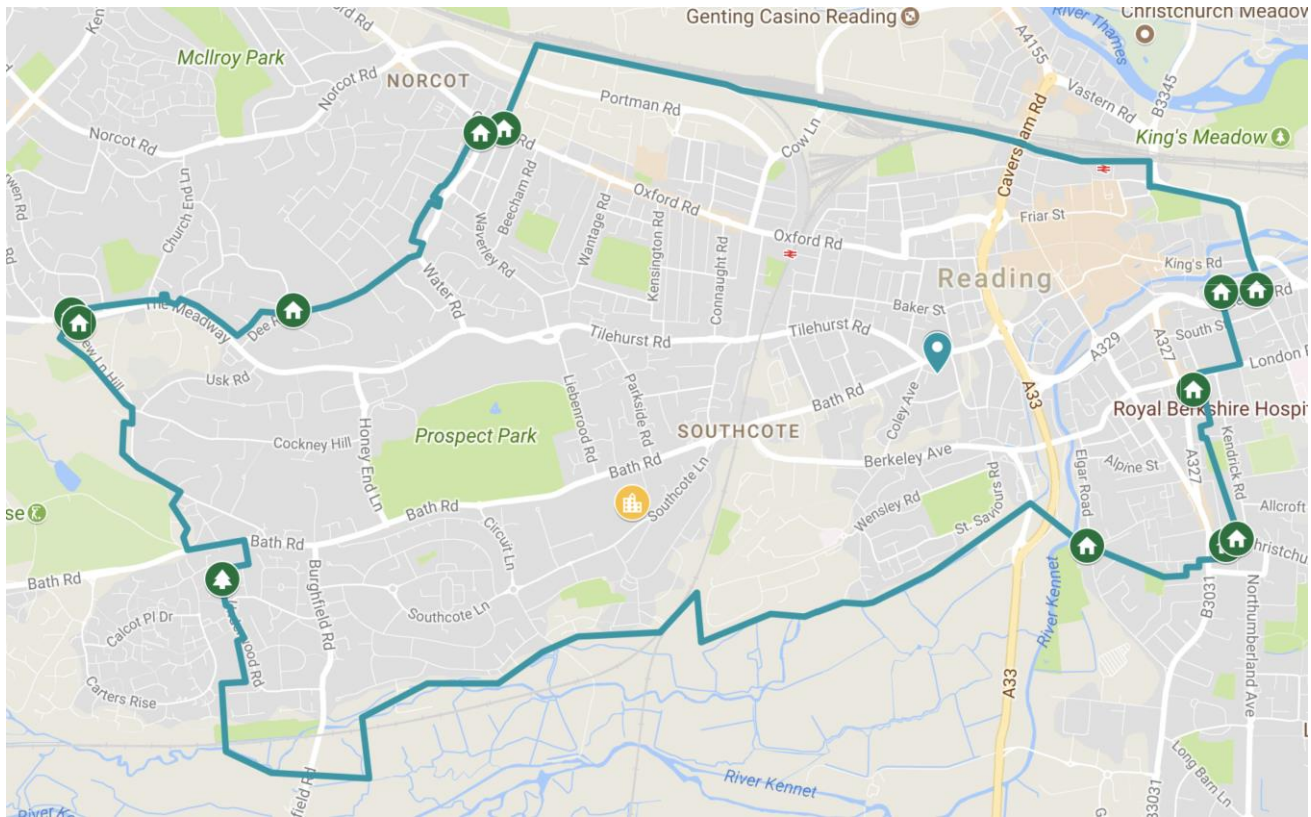 Genting Casino Reading
Christchurch Meadow
River Thames
A4155
McIlroy Park
NORCOT
Norcot Rd
Portman Rd
Vastern Rd
B3345
King's Meadow
Cow Ln
Caversham Rd
Norcot Rd
Church End Ln
Beecham Rd
Waverley Rd
Wantage Rd
Oxford Rd
Kensington Rd
Connaught Rd
Oxford Rd
Friar St
King's Rd
Reading
Water Rd
The Meadway
Dee R
Baker St
South S
A329
A327
London
Tilehurst Rd
Tilehurst Rd
Usk Rd
Liebenrood Rd
Parkside Rd
Bath Rd
Coley Ave
A33
Royal Berkshire Hospi
Cockney Hill
Prospect Park
Honey End Ln
SOUTHCOTE
Bath Rd
Berkeley Ave
Elgar Road
Alpine St
A327
Kendrick Rd
Southcote Ln
Wensley Rd
St. Saviours Rd
Allcroft
Bath Rd
Bath Rd
Circuit Ln
Burghfield Rd
Southcote Ln
Calcot Pl Dr
Carters Rise
River Kennet
B3031
Northumberland Ave
A33
River Kennet
Long Barn Ln
B3031